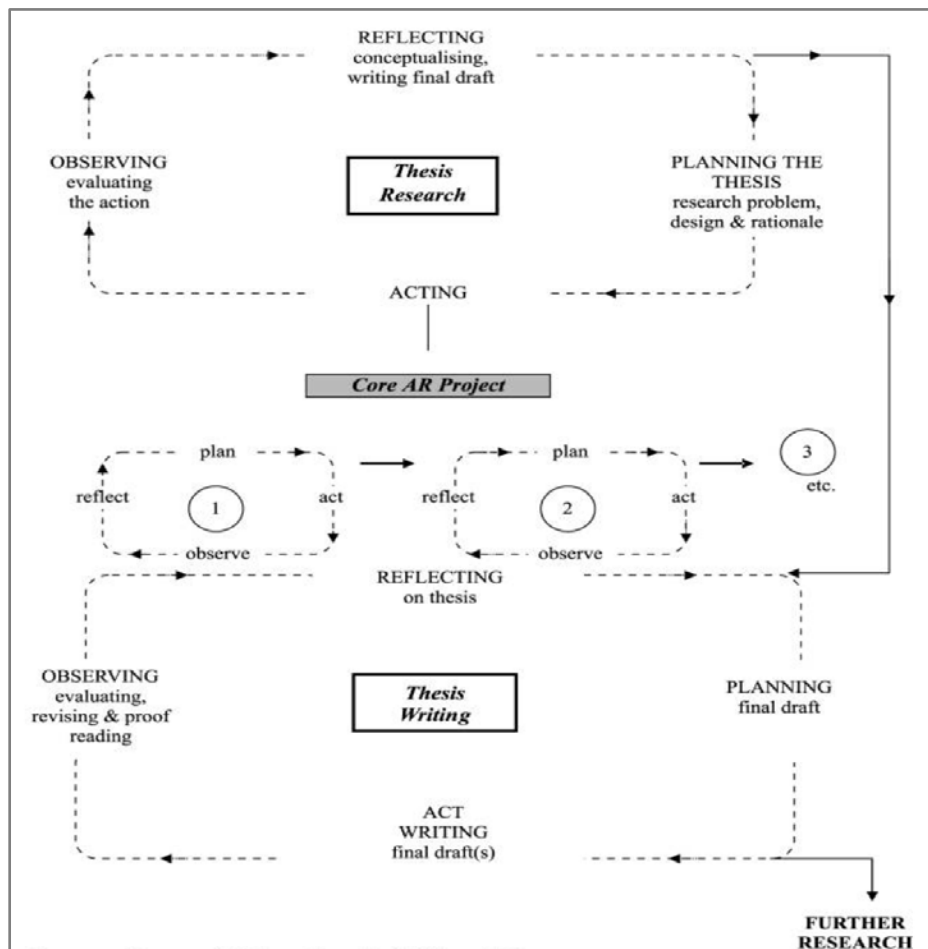 REFLECTING
conceptualising,
writing final draft
OBSERVING
evaluating
the action
Thesis
Research
PLANNING THE
THESIS
research problem,
design & rationale
ACTING
Core AR Project
plan
reflect
1
act
observe
plan
reflect
2
act
observe
3
etc.
REFLECTING
on thesis
OBSERVING
evaluating,
revising & proof
reading
Thesis
Writing
PLANNING
final draft
ACT
WRITING
final draft(s)
FURTHER
RESEARCH